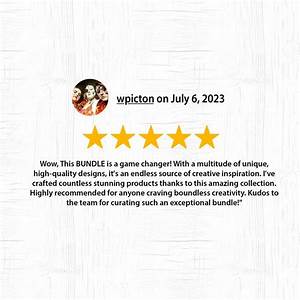 wpicton on July 6, 2023
Wow, This BUNDLE is a game changer! With a multitude of unique,
high-quality designs, it's an endless source of creative inspiration. I've
crafted countless stunning products thanks to this amazing collection.
Highly recommended for anyone craving boundless creativity. Kudos to
the team for curating such an exceptional bundle!"